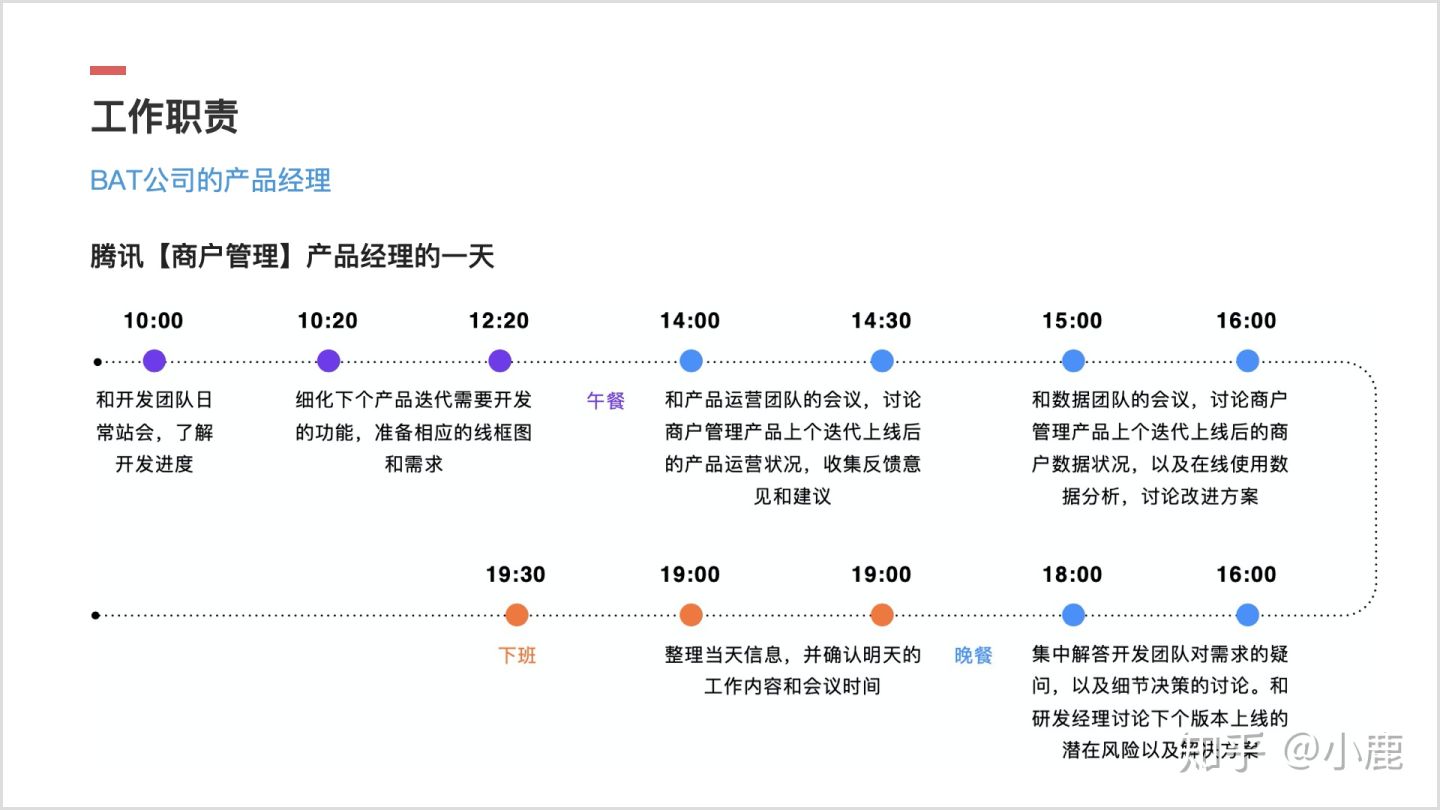 工作职责
BAT公司的产品经理
腾讯【商户管理】产品经理的一天
10:00
10:20
12:20
14:00
14:30
15:00
16:00
和开发团队日
常站会，了解
开发进度
细化下个产品迭代需要开发
的功能，准备相应的线框图
和需求
午餐
和产品运营团队的会议，讨论
商户管理产品上个迭代上线后
的产品运营状况，收集反馈意
见和建议
和数据团队的会议，讨论商户
管理产品上个迭代上线后的商
户数据状况，以及在线使用数
据分析，讨论改进方案
19:30
19:00
19:00
18:00
16:00
下班
整理当天信息，并确认明天的
工作内容和会议时间
晚餐
集中解答开发团队对需求的疑
问，以及细节决策的讨论。和
研发经理讨论下个版本上线的
潜在风险以及解决方案
知乎 @小鹿